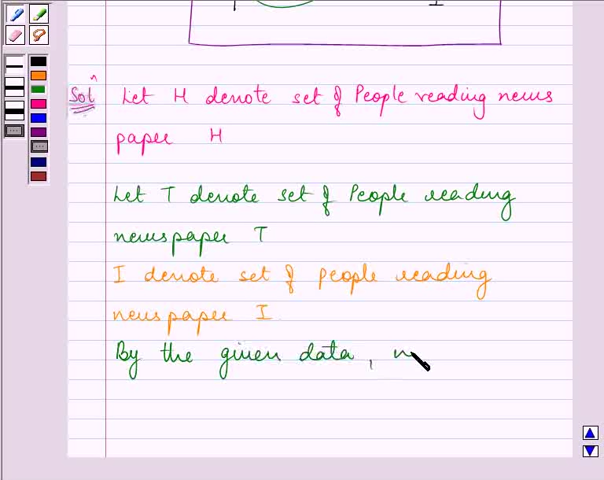 I
Sol^n Let H denote set of People reading news
paper H
Let T denote set of People reading
newspaper T
I denote set of people reading
newspaper I.
By the given data, n